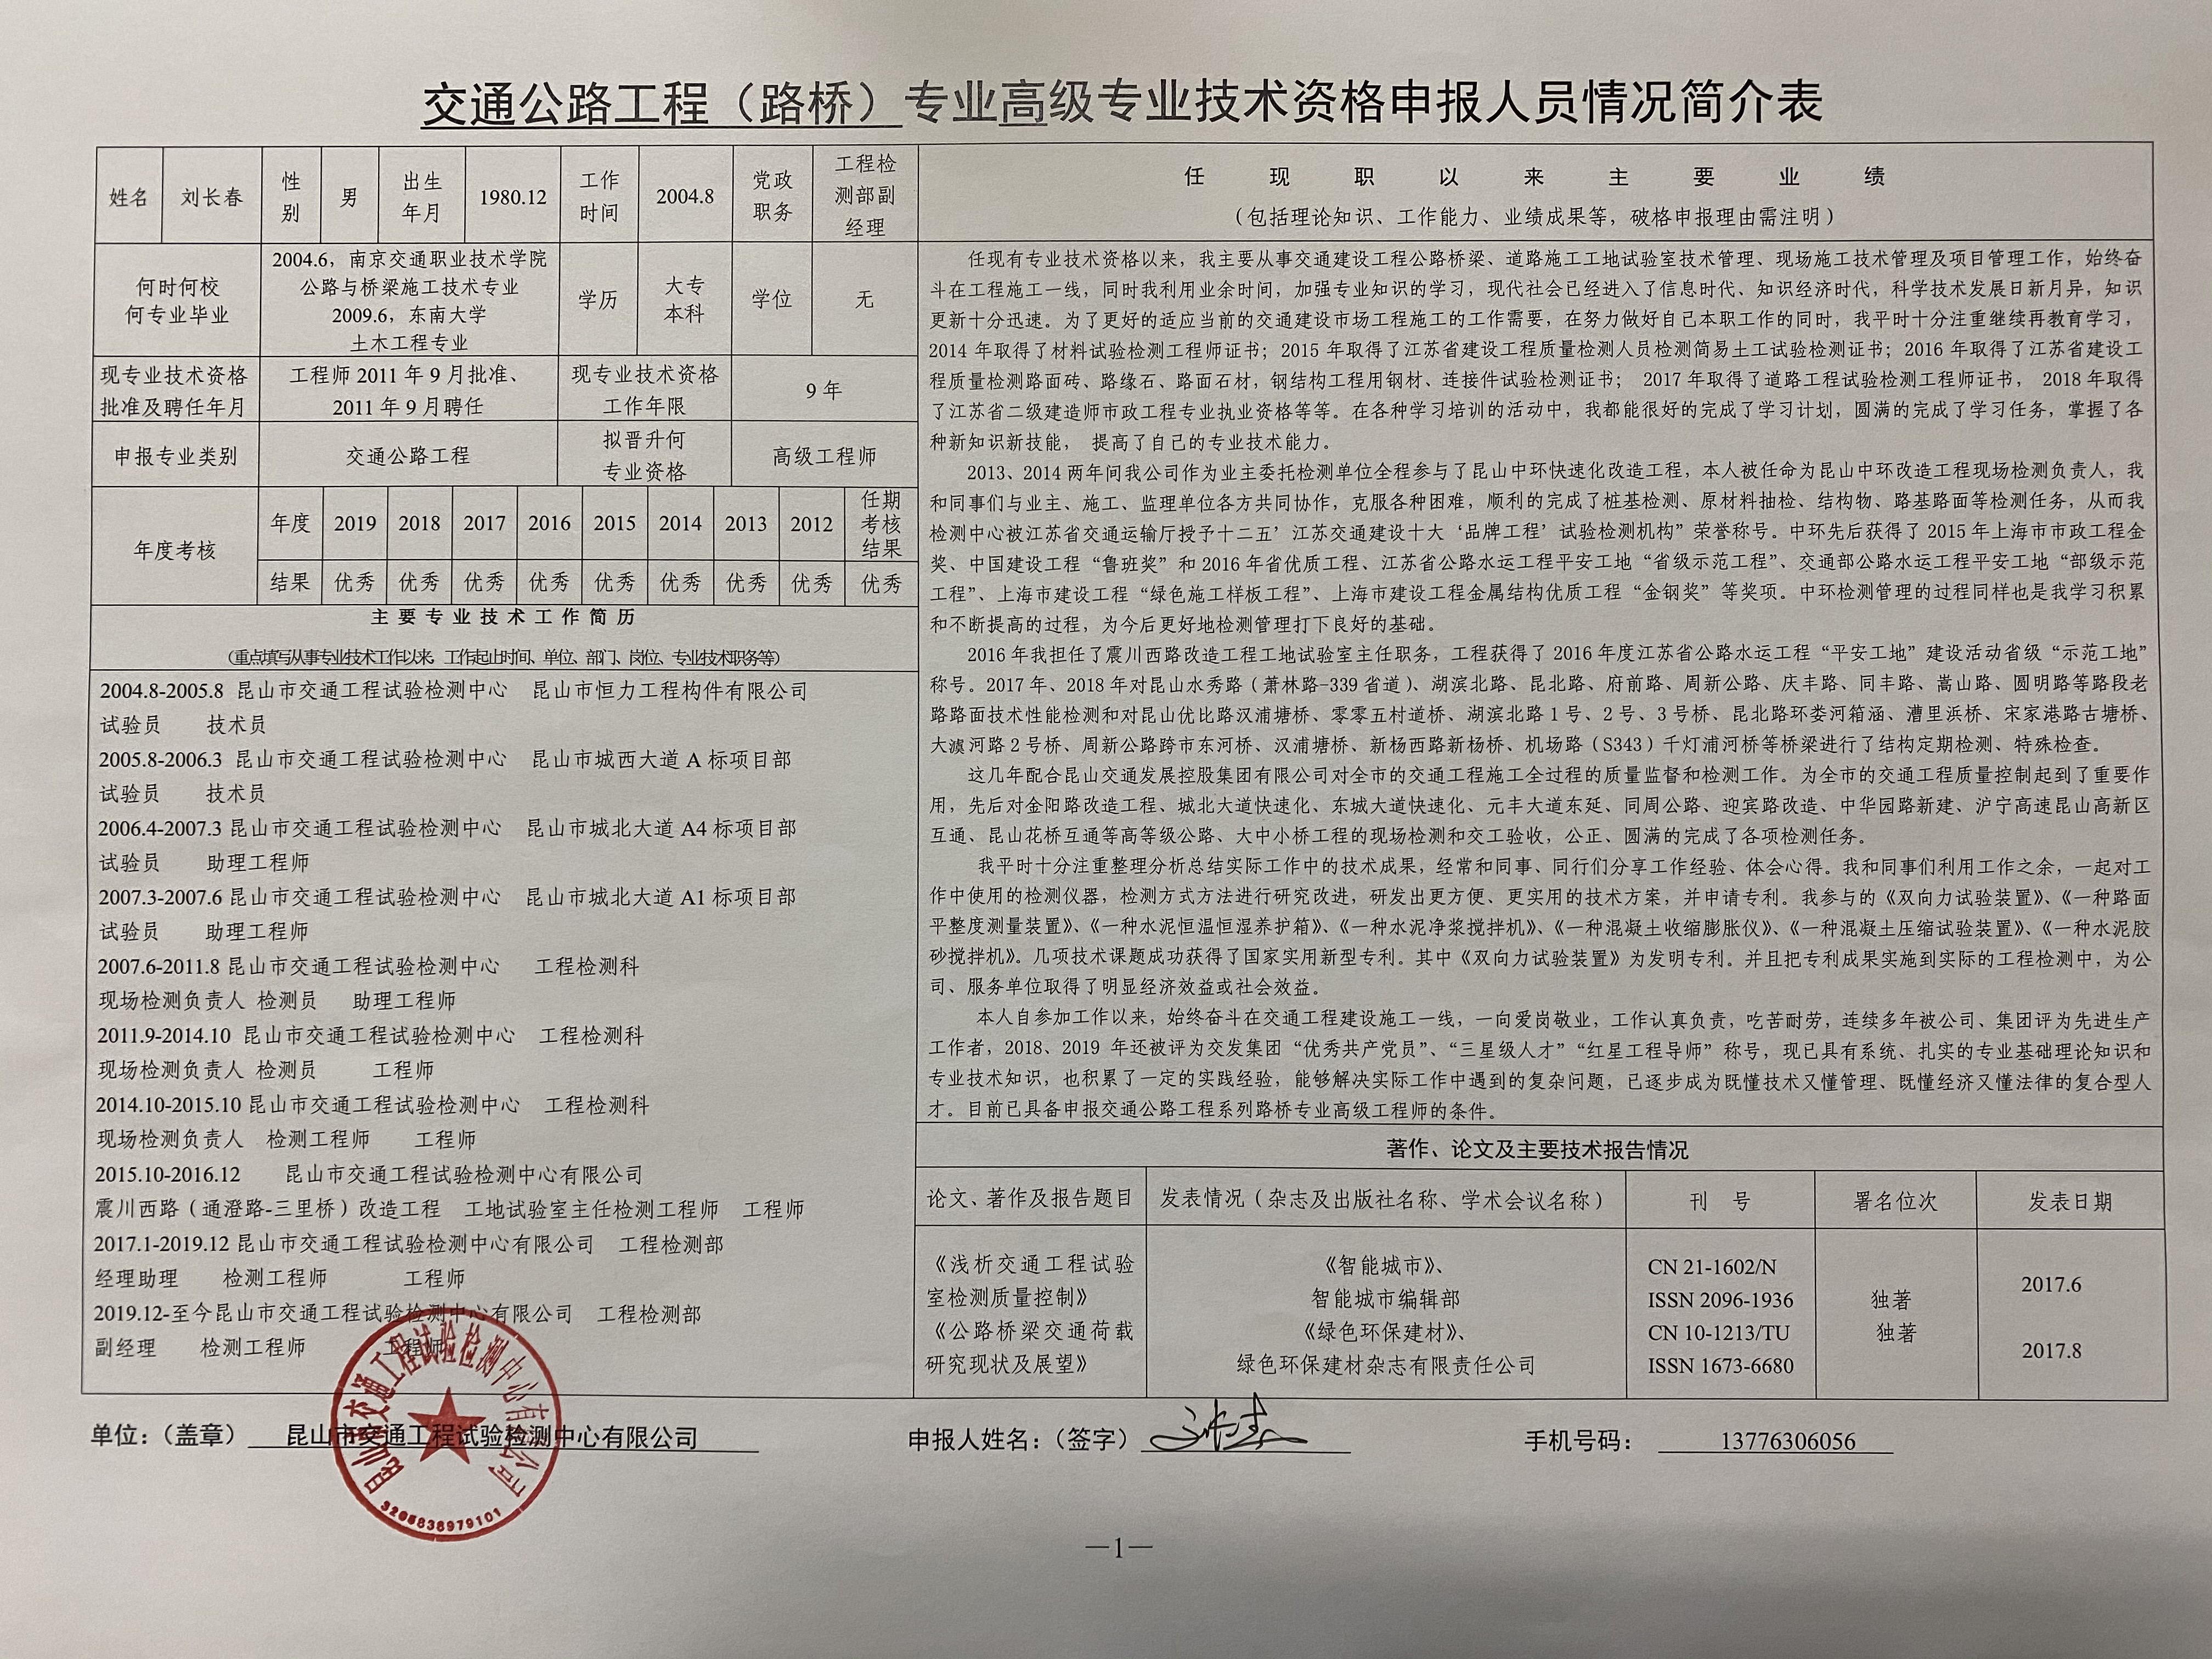 交通公路工程（路桥）专业高级专业技术资格申报人员情况简介表
姓名 刘长春 性别 男 出生年月 1980.12 工作时间 2004.8 党政职务 工程检测部副经理
何时何校
何专业毕业
2004.6，南京交通职业技术学院
公路与桥梁施工技术专业
2009.6，东南大学
土木工程专业
学历 大专 本科 学位 无
现专业技术资格
批准及聘任年月
工程师 2011 年 9 月批准、
2011 年 9 月聘任
现专业技术资格
工作年限
9 年
申报专业类别 交通公路工程 拟晋升何专业资格 高级工程师
年度考核
年度 2019 2018 2017 2016 2015 2014 2013 2012 任期考核结果
结果 优秀 优秀 优秀 优秀 优秀 优秀 优秀 优秀 优秀
主要专业技术工作简历
（重点填写从事专业技术工作以来，工作起止时间、单位、部门、岗位、专业技术职务等）
2004.8-2005.8 昆山市交通工程试验检测中心 昆山市恒力工程构件有限公司
试验员 技术员
2005.8-2006.3 昆山市交通工程试验检测中心 昆山市城西大道 A 标项目部
试验员 技术员
2006.4-2007.3 昆山市交通工程试验检测中心 昆山市城北大道 A4 标项目部
试验员 助理工程师
2007.3-2007.6 昆山市交通工程试验检测中心 昆山市城北大道 A1 标项目部
试验员 助理工程师
2007.6-2011.8 昆山市交通工程试验检测中心 工程检测科
现场检测负责人 检测员 助理工程师
2011.9-2014.10 昆山市交通工程试验检测中心 工程检测科
现场检测负责人 检测员 工程师
2014.10-2015.10 昆山市交通工程试验检测中心 工程检测科
现场检测负责人 检测工程师 工程师
2015.10-2016.12 昆山市交通工程试验检测中心有限公司
震川西路（通澄路-三里桥）改造工程 工地试验室主任检测工程师 工程师
2017.1-2019.12 昆山市交通工程试验检测中心有限公司 工程检测部
经理助理 检测工程师 工程师
2019.12-至今昆山市交通工程试验检测中心有限公司 工程检测部
副经理 检测工程师 工程师
任现职以来主要业绩
（包括理论知识、工作能力、业绩成果等，破格申报理由需注明）
任现有专业技术资格以来，我主要从事交通建设工程公路桥梁、道路施工工地试验室技术管理、现场施工技术管理及项目管理工作，始终奋
斗在工程施工一线，同时我利用业余时间，加强专业知识的学习，现代社会已经进入了信息时代、知识经济时代，科学技术发展日新月异，知识
更新十分迅速。为了更好的适应当前的交通建设市场工程施工的工作需要，在努力做好自己本职工作的同时，我平时十分注重继续再教育学习，
2014 年取得了材料试验检测工程师证书；2015 年取得了江苏省建设工程质量检测人员检测简易土工试验检测证书；2016 年取得了江苏省建设工
程质量检测路面砖、路缘石、路面石材，钢结构工程用钢材、连接件试验检测证书； 2017 年取得了道路工程试验检测工程师证书， 2018 年取得
了江苏省二级建造师市政工程专业执业资格等等。在各种学习培训的活动中，我都能很好的完成了学习计划，圆满的完成了学习任务，掌握了各
种新知识新技能， 提高了自己的专业技术能力。
2013、2014 两年间我公司作为业主委托检测单位全程参与了昆山中环快速化改造工程，本人被任命为昆山中环改造工程现场检测负责人，我
和同事们与业主、施工、监理单位各方共同协作，克服各种困难，顺利的完成了桩基检测、原材料抽检、结构物、路基路面等检测任务，从而我
检测中心被江苏省交通运输厅授予十二五’江苏交通建设十大‘品牌工程’试验检测机构”荣誉称号。中环先后获得了 2015 年上海市市政工程金
奖、中国建设工程“鲁班奖”和 2016 年省优质工程、江苏省公路水运工程平安工地“省级示范工程”、交通部公路水运工程平安工地“部级示范
工程”、上海市建设工程“绿色施工样板工程”、上海市建设工程金属结构优质工程“金钢奖”等奖项。中环检测管理的过程同样也是我学习积累
和不断提高的过程，为今后更好地检测管理打下良好的基础。
2016 年我担任了震川西路改造工程工地试验室主任职务，工程获得了 2016 年度江苏省公路水运工程“平安工地”建设活动省级“示范工地”
称号。2017 年、2018 年对昆山水秀路（萧林路-339 省道）、湖滨北路、昆北路、府前路、周新公路、庆丰路、同丰路、嵩山路、圆明路等路段老
路路面技术性能检测和对昆山优比路汉浦塘桥、零零五村道桥、湖滨北路 1 号、2 号、3 号桥、昆北路环娄河箱涵、漕里浜桥、宋家港路古塘桥、
大滧河路 2 号桥、周新公路跨市东河桥、汉浦塘桥、新杨西路新杨桥、机场路（S343）千灯浦河桥等桥梁进行了结构定期检测、特殊检查。
这几年配合昆山交通发展控股集团有限公司对全市的交通工程施工全过程的质量监督和检测工作。为全市的交通工程质量控制起到了重要作
用，先后对金阳路改造工程、城北大道快速化、东城大道快速化、元丰大道东延、同周公路、迎宾路改造、中华园路新建、沪宁高速昆山高新区
互通、昆山花桥互通等高等级公路、大中小桥工程的现场检测和交工验收，公正、圆满的完成了各项检测任务。
我平时十分注重整理分析总结实际工作中的技术成果，经常和同事、同行们分享工作经验、体会心得。我和同事们利用工作之余，一起对工
作中使用的检测仪器，检测方式方法进行研究改进，研发出更方便、更实用的技术方案，并申请专利。我参与的《双向力试验装置》、《一种路面
平整度测量装置》、《一种水泥恒温恒湿养护箱》、《一种水泥净浆搅拌机》、《一种混凝土收缩膨胀仪》、《一种混凝土压缩试验装置》、《一种水泥胶
砂搅拌机》。几项技术课题成功获得了国家实用新型专利。其中《双向力试验装置》为发明专利。并且把专利成果实施到实际的工程检测中，为公
司、服务单位取得了明显经济效益或社会效益。
本人自参加工作以来，始终奋斗在交通工程建设施工一线，一向爱岗敬业，工作认真负责，吃苦耐劳，连续多年被公司、集团评为先进生产
工作者，2018、2019 年还被评为交发集团“优秀共产党员”、“三星级人才”“红星工程导师”称号，现已具有系统、扎实的专业基础理论知识和
专业技术知识，也积累了一定的实践经验，能够解决实际工作中遇到的复杂问题，已逐步成为既懂技术又懂管理、既懂经济又懂法律的复合型人
才。目前已具备申报交通公路工程系列路桥专业高级工程师的条件。
著作、论文及主要技术报告情况
论文、著作及报告题目 发表情况（杂志及出版社名称、学术会议名称） 刊 号 署名位次 发表日期
《浅析交通工程试验
室检测质量控制》
《智能城市》、
智能城市编辑部
CN 21-1602/N
ISSN 2096-1936
独著
2017.6
《公路桥梁交通荷载
研究现状及展望》
《绿色环保建材》、
绿色环保建材杂志有限责任公司
CN 10-1213/TU
ISSN 1673-6680
独著
2017.8
单位：（盖章） 昆山市交通工程试验检测中心有限公司 申报人姓名：（签字） 刘长春 手机号码： 13776306056
昆山市交通工程试验检测中心有限公司
3205838979101
—1—